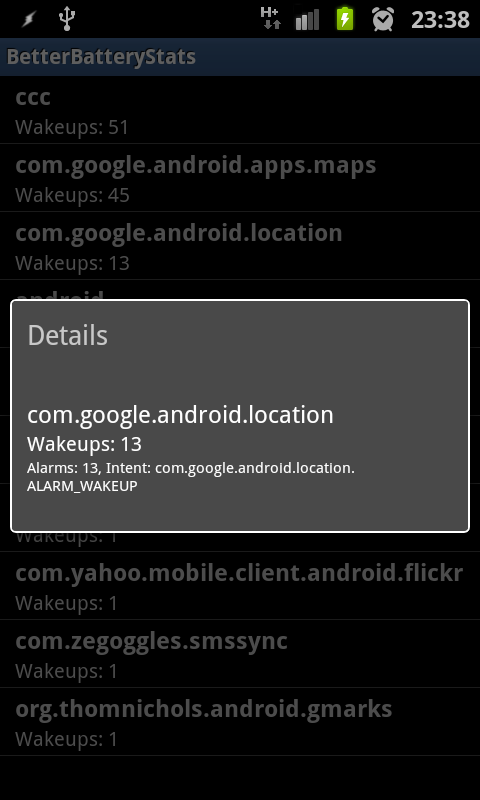 H+
23:38
BetterBatteryStats
ccc
Wakeups: 51
com.google.android.apps.maps
Wakeups: 45
com.google.android.location
Wakeups: 13
android
Details
com.google.android.location
Wakeups: 13
Alarms: 13, Intent: com.google.android.location.
ALARM_WAKEUP
Wakeups: 1
com.yahoo.mobile.client.android.flickr
Wakeups: 1
com.zegoggles.smssync
Wakeups: 1
org.thomnichols.android.gmarks
Wakeups: 1